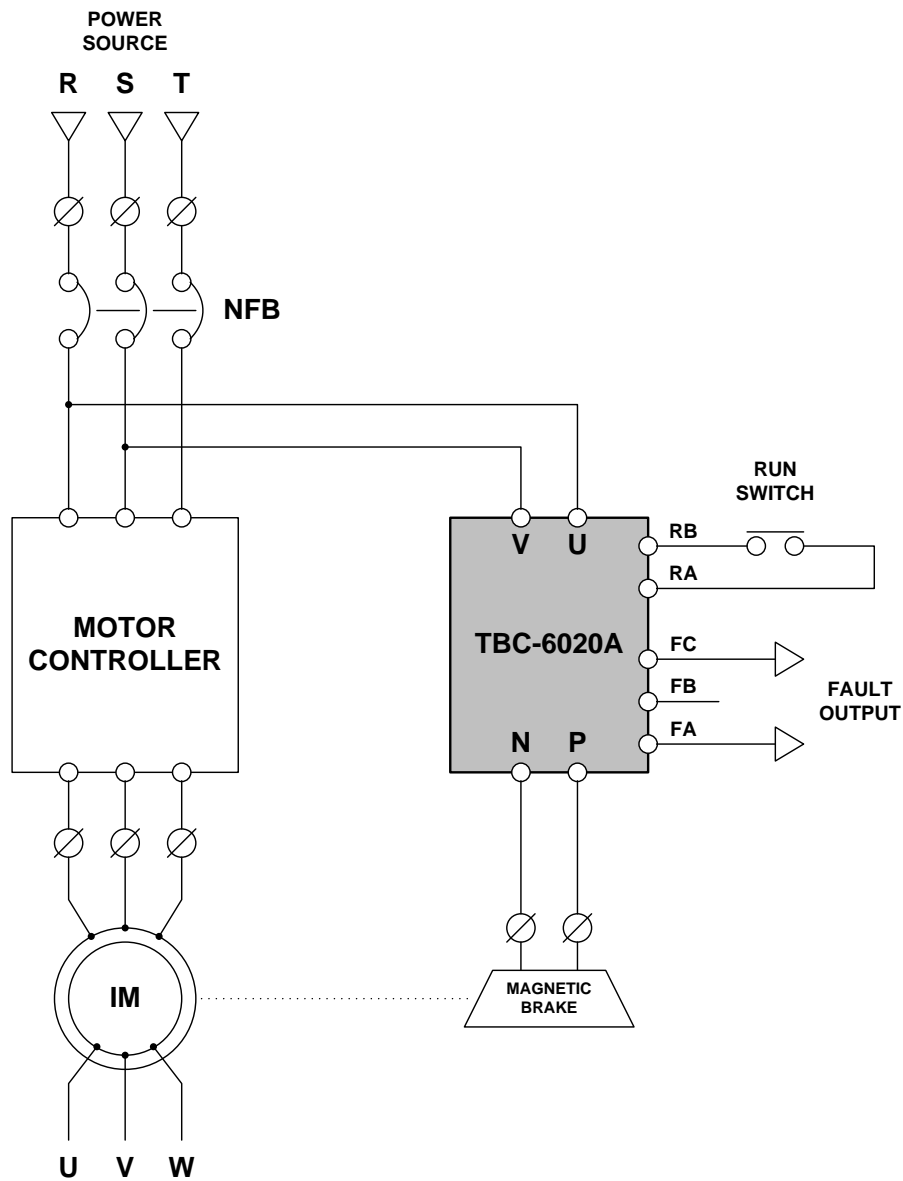 POWER
SOURCE
R S T
NFB
RUN
SWITCH
V U
RB
RA
MOTOR
CONTROLLER
TBC-6020A
FC
FB
FA
FAULT
OUTPUT
N P
IM
MAGNETIC
BRAKE
U V W